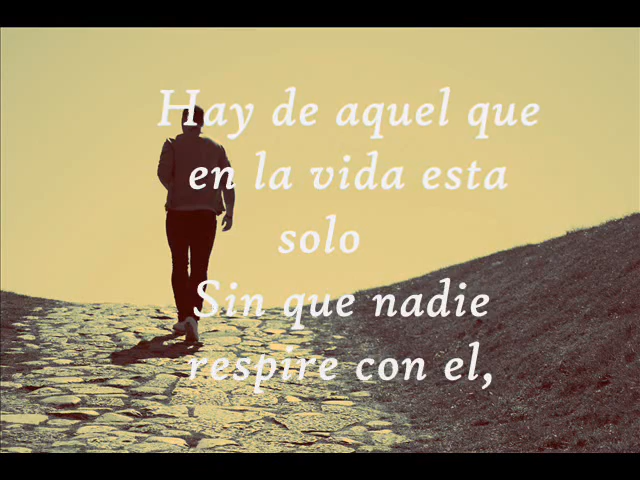 Hay de aquel que
en la vida esta
solo
Sin que nadie
respire con el,